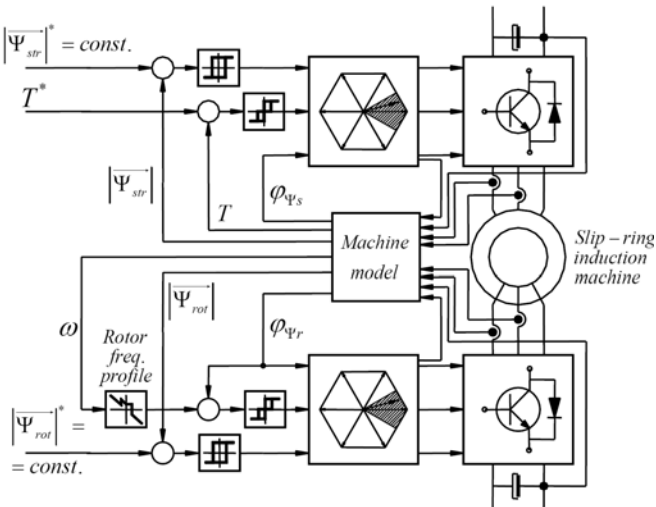 |Ψstr|* = const.
T*
φΨs
|Ψstr|
T
Machine
model
Slip – ring
induction
machine
|Ψrot|
ω
φΨr
Rotor
freq.
profile
|Ψrot|* =
= const.